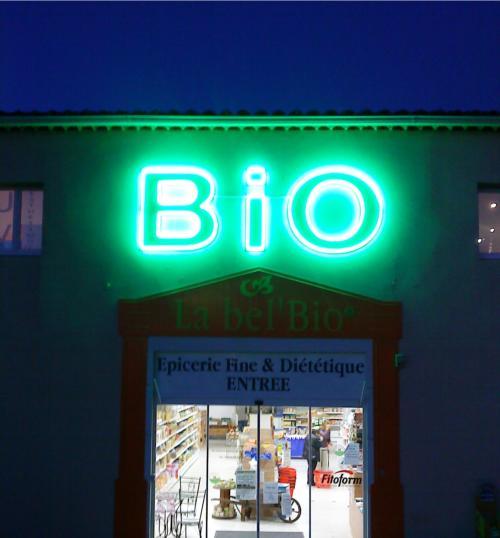 BiO
La bel'Bio
Epicerie Fine & Diététique
ENTREE
Fitoform